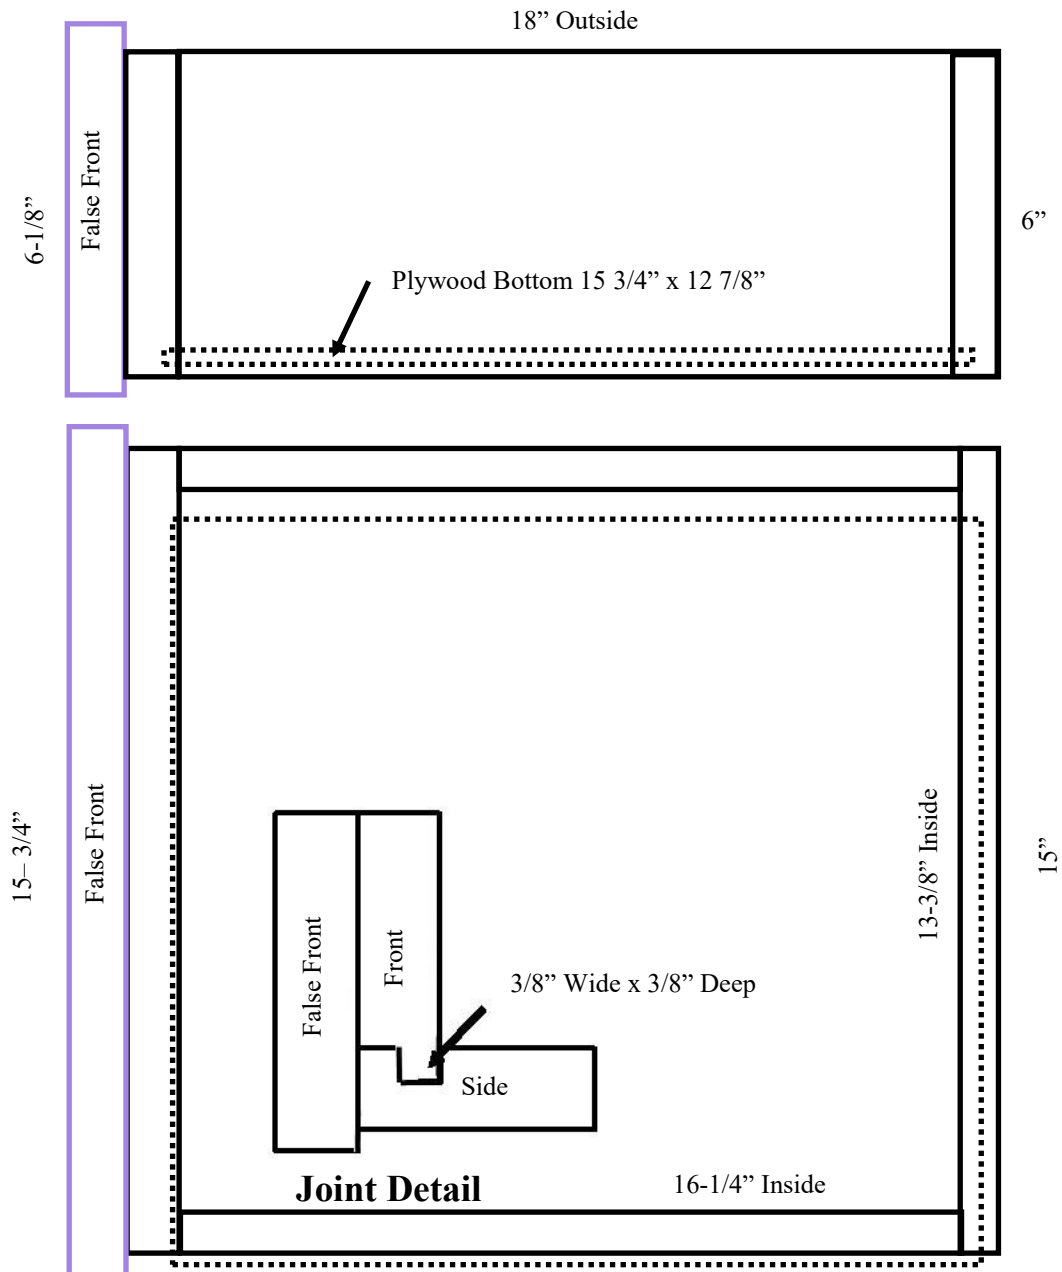 18” Outside
False Front
6-1/8”
6”
Plywood Bottom 15 3/4” x 12 7/8”
False Front
15– 3/4”
13-3/8” Inside
15”
False Front
Front
3/8” Wide x 3/8” Deep
Side
Joint Detail
16-1/4” Inside